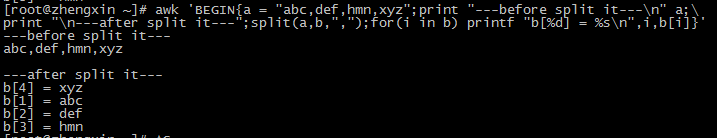 [root@zhengxin ~]# awk 'BEGIN{a = "abc,def,hmn,xyz";print "---before split it---\n" a;\
print "\n---after split it---";split(a,b,",");for(i in b) printf "b[%d] = %s\n",i,b[i]}'
---before split it---
abc,def,hmn,xyz
---after split it---
b[4] = xyz
b[1] = abc
b[2] = def
b[3] = hmn